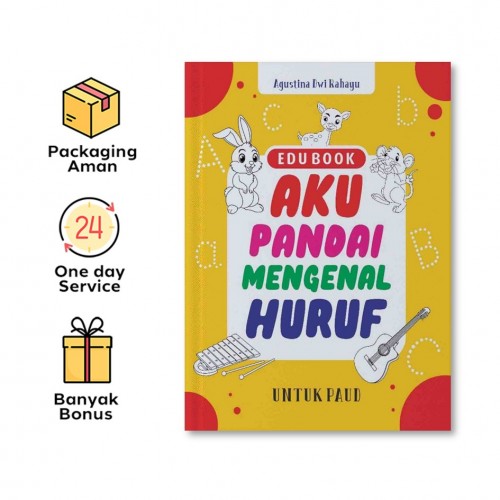 Packaging
Aman
24
One day
Service
Banyak
Bonus
Agustina Dwi Rahayu
EDU BOOK
AKU
PANDAI
MENGENAL
HURUF
UNTUK PAUD
A
a
b
B
c
C